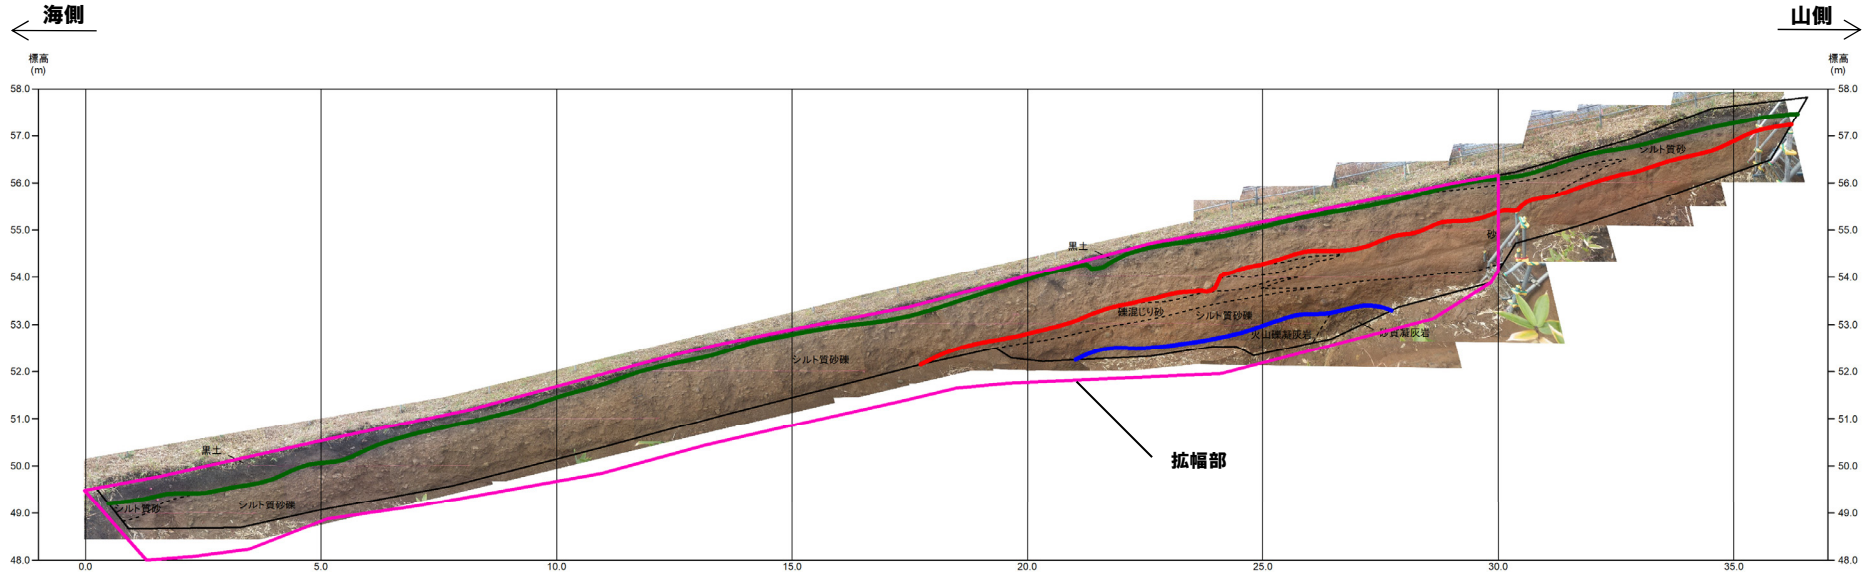 海側
山側
標高
(m)
標高
(m)
58.0
57.0
56.0
55.0
54.0
53.0
52.0
51.0
50.0
49.0
48.0
58.0
57.0
56.0
55.0
54.0
53.0
52.0
51.0
50.0
49.0
48.0
シルト質砂
砂
黒土
礫混じり砂
シルト質砂礫
火山礫凝灰岩
砂質凝灰岩
シルト質砂礫
黒土
シルト質砂
シルト質砂礫
拡幅部
0.0
5.0
10.0
15.0
20.0
25.0
30.0
35.0